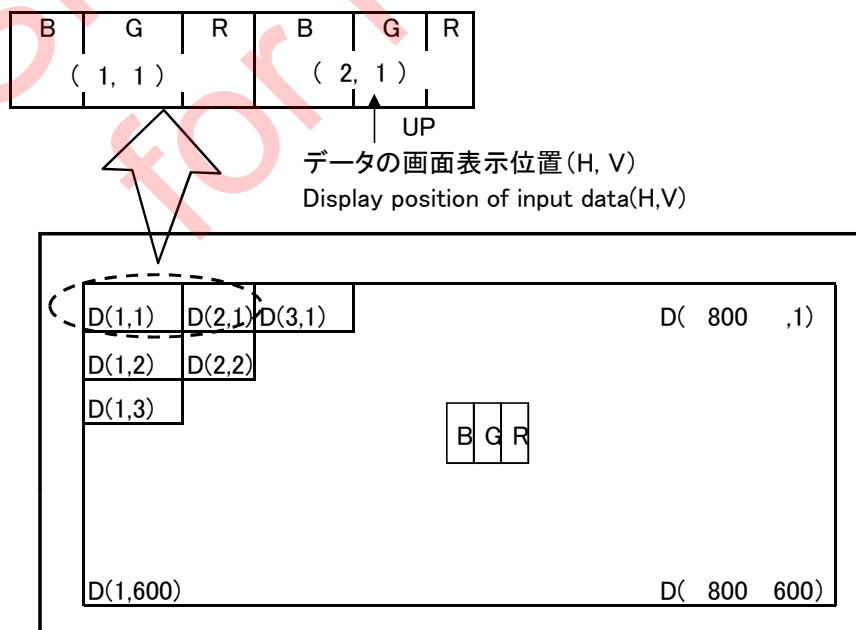 B G R B G R
( 1, 1 ) ( 2, 1 )
UP
データの画面表示位置(H, V)
Display position of input data(H,V)
D(1,1) D(2,1) D(3,1) D( 800 ,1)
D(1,2) D(2,2)
D(1,3)
B G R
D(1,600) D( 800 600)
for